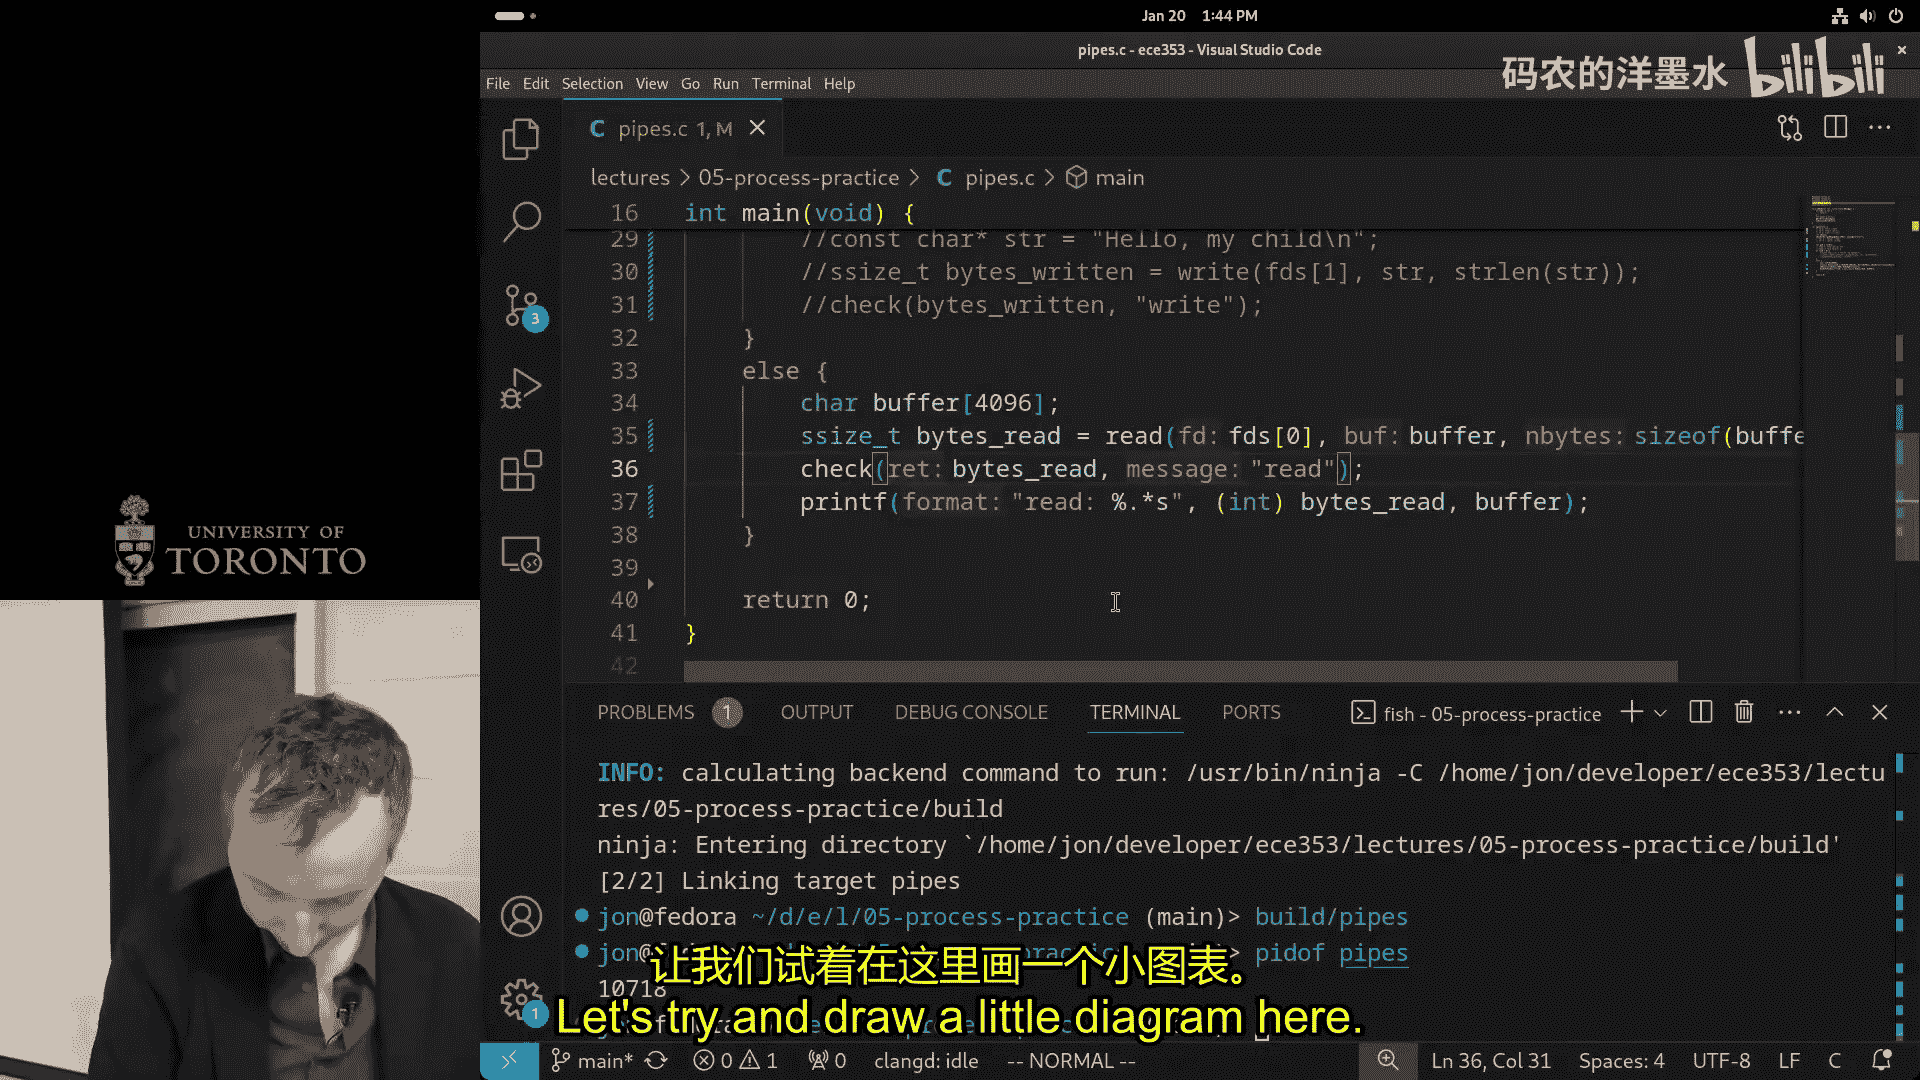 Jan 20 1:44 PM
pipes.c - ece353 - Visual Studio Code
码农的洋墨水 bilibili
File Edit Selection View Go Run Terminal Help
C pipes.c 1, M
lectures > 05-process-practice > C pipes.c > main
16 int main(void) {
29 //const char* str = "Hello, my child\n";
30 //ssize_t bytes_written = write(fds[1], str, strlen(str));
31 //check(bytes_written, "write");
32 }
33 else {
34 char buffer[4096];
35 ssize_t bytes_read = read(fd: fds[0], buf: buffer, nbytes: sizeof(buffe
36 check(ret: bytes_read, message: "read");
37 printf(format: "read: %.*s", (int) bytes_read, buffer);
38 }
39
40 return 0;
41 }
42
3
UNIVERSITY OF
TORONTO
PROBLEMS 1 OUTPUT DEBUG CONSOLE TERMINAL PORTS fish - 05-process-practice
INFO: calculating backend command to run: /usr/bin/ninja -C /home/jon/developer/ece353/lectu
res/05-process-practice/build
ninja: Entering directory `/home/jon/developer/ece353/lectures/05-process-practice/build'
[2/2] Linking target pipes
jon@fedora ~/d/e/l/05-process-practice (main)> build/pipes
jon@ pidof pipes
10718
让我们试着在这里画一个小图表。
Let's try and draw a little diagram here.
1
main* 0 1 0 clangd: idle -- NORMAL -- Ln 36, Col 31 Spaces: 4 UTF-8 LF C